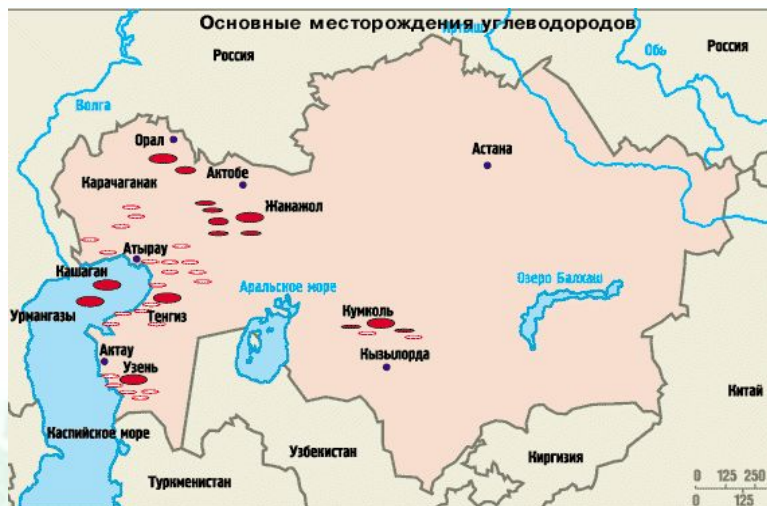 Основные месторождения углеводородов
Россия
Иртыш
Обь
Россия
Волга
Орал
Астана
Актобе
Карачаганак
Жанажол
Атырау
Кашаган
Аральское море
Озеро Балхаш
Урмангазы
Тенгиз
Кумколь
Актау
Узень
Кызылорда
Китай
Каспийское море
Узбекистан
Киргизия
Туркменистан
0 125 250
125